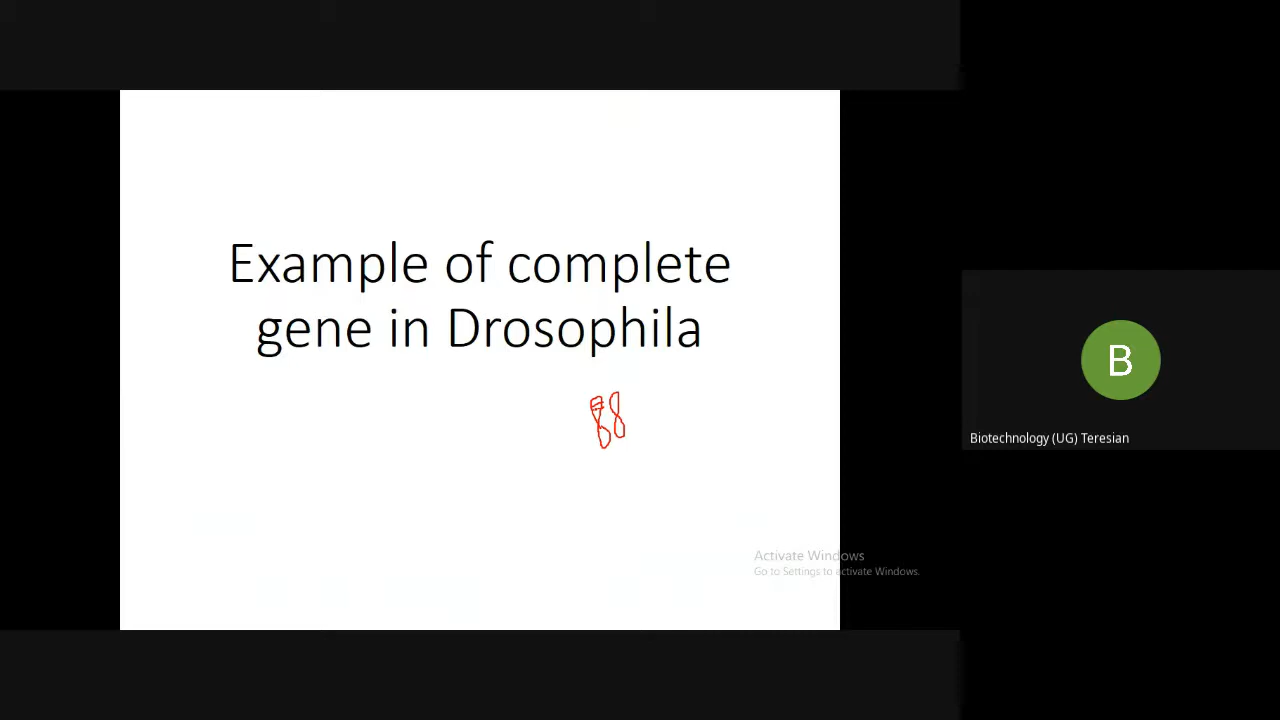 Example of complete
gene in Drosophila
B
Biotechnology (UG) Teresian
Activate Windows
Go to Settings to activate Windows.